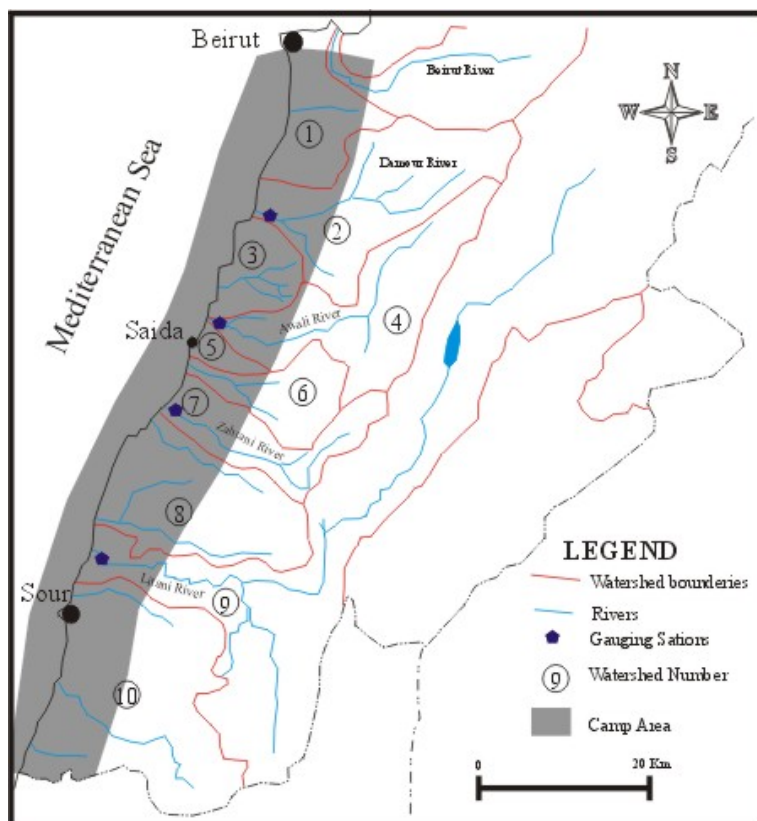 Beirut
Beirut River
N
W E
S
1
Mediterranean Sea
Damour River
2
3
4
Awali River
Saida
5
6
7
Zahrani River
8
LEGEND
Watershed bounderies
Rivers
Gauging Sations
9 Watershed Number
Camp Area
Litani River
9
Sour
10
0 20 Km